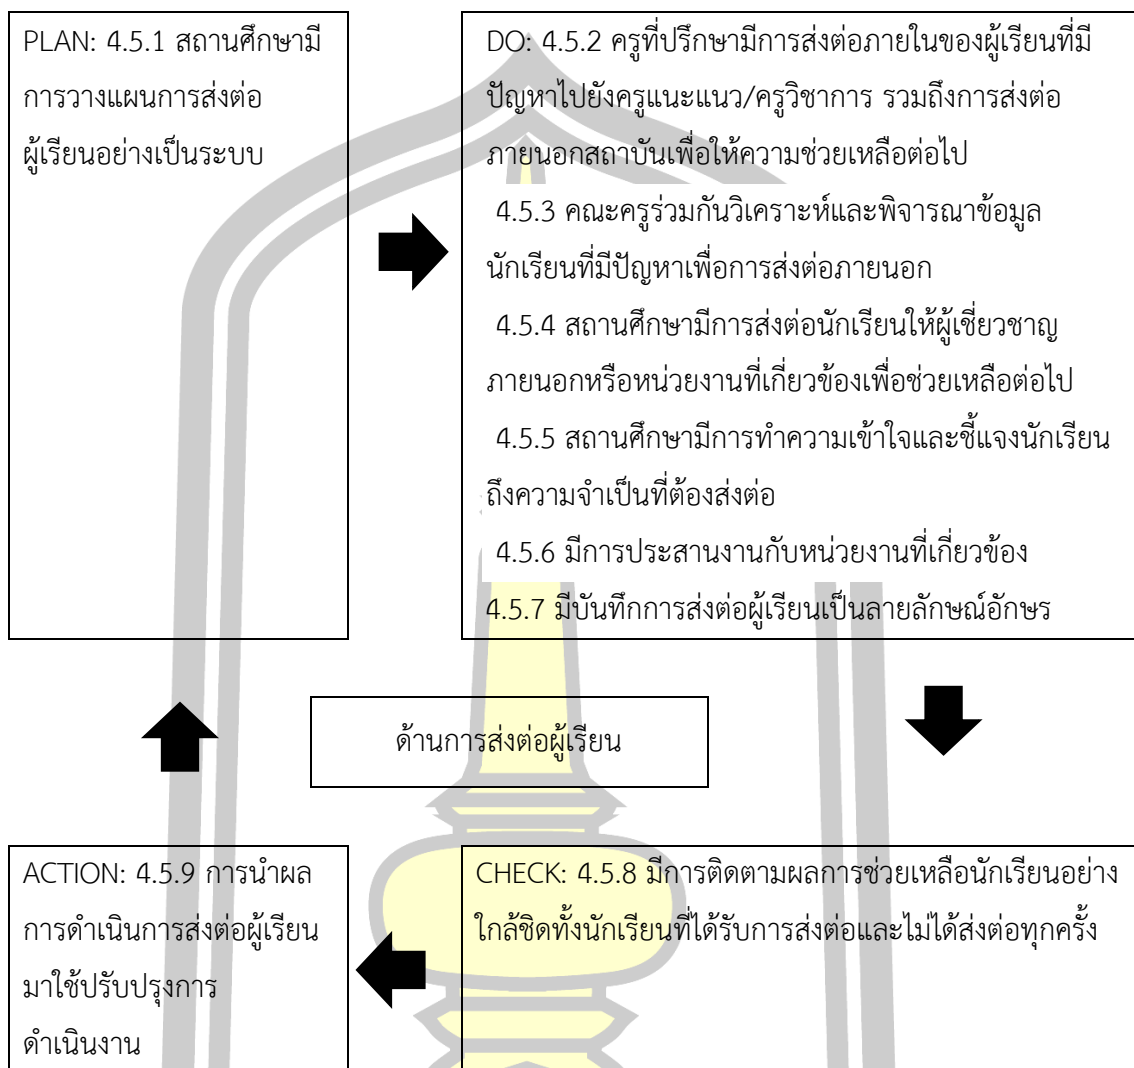 PLAN: 4.5.1 สถานศึกษามี
การวางแผนการส่งต่อ
ผู้เรียนอย่างเป็นระบบ
DO: 4.5.2 ครูที่ปรึกษามีการส่งต่อภายในของผู้เรียนที่มี
ปัญหาไปยังครูแนะแนว/ครูวิชาการ รวมถึงการส่งต่อ
ภายนอกสถาบันเพื่อให้ความช่วยเหลือต่อไป
4.5.3 คณะครูร่วมกันวิเคราะห์และพิจารณาข้อมูล
นักเรียนที่มีปัญหาเพื่อการส่งต่อภายนอก
4.5.4 สถานศึกษามีการส่งต่อนักเรียนให้ผู้เชี่ยวชาญ
ภายนอกหรือหน่วยงานที่เกี่ยวข้องเพื่อช่วยเหลือต่อไป
4.5.5 สถานศึกษามีการทำความเข้าใจและชี้แจงนักเรียน
ถึงความจำเป็นที่ต้องส่งต่อ
4.5.6 มีการประสานงานกับหน่วยงานที่เกี่ยวข้อง
4.5.7 มีบันทึกการส่งต่อผู้เรียนเป็นลายลักษณ์อักษร
ด้านการส่งต่อผู้เรียน
ACTION: 4.5.9 การนำผล
การดำเนินการส่งต่อผู้เรียน
มาใช้ปรับปรุงการ
ดำเนินงาน
CHECK: 4.5.8 มีการติดตามผลการช่วยเหลือนักเรียนอย่าง
ใกล้ชิดทั้งนักเรียนที่ได้รับการส่งต่อและไม่ได้ส่งต่อทุกครั้ง